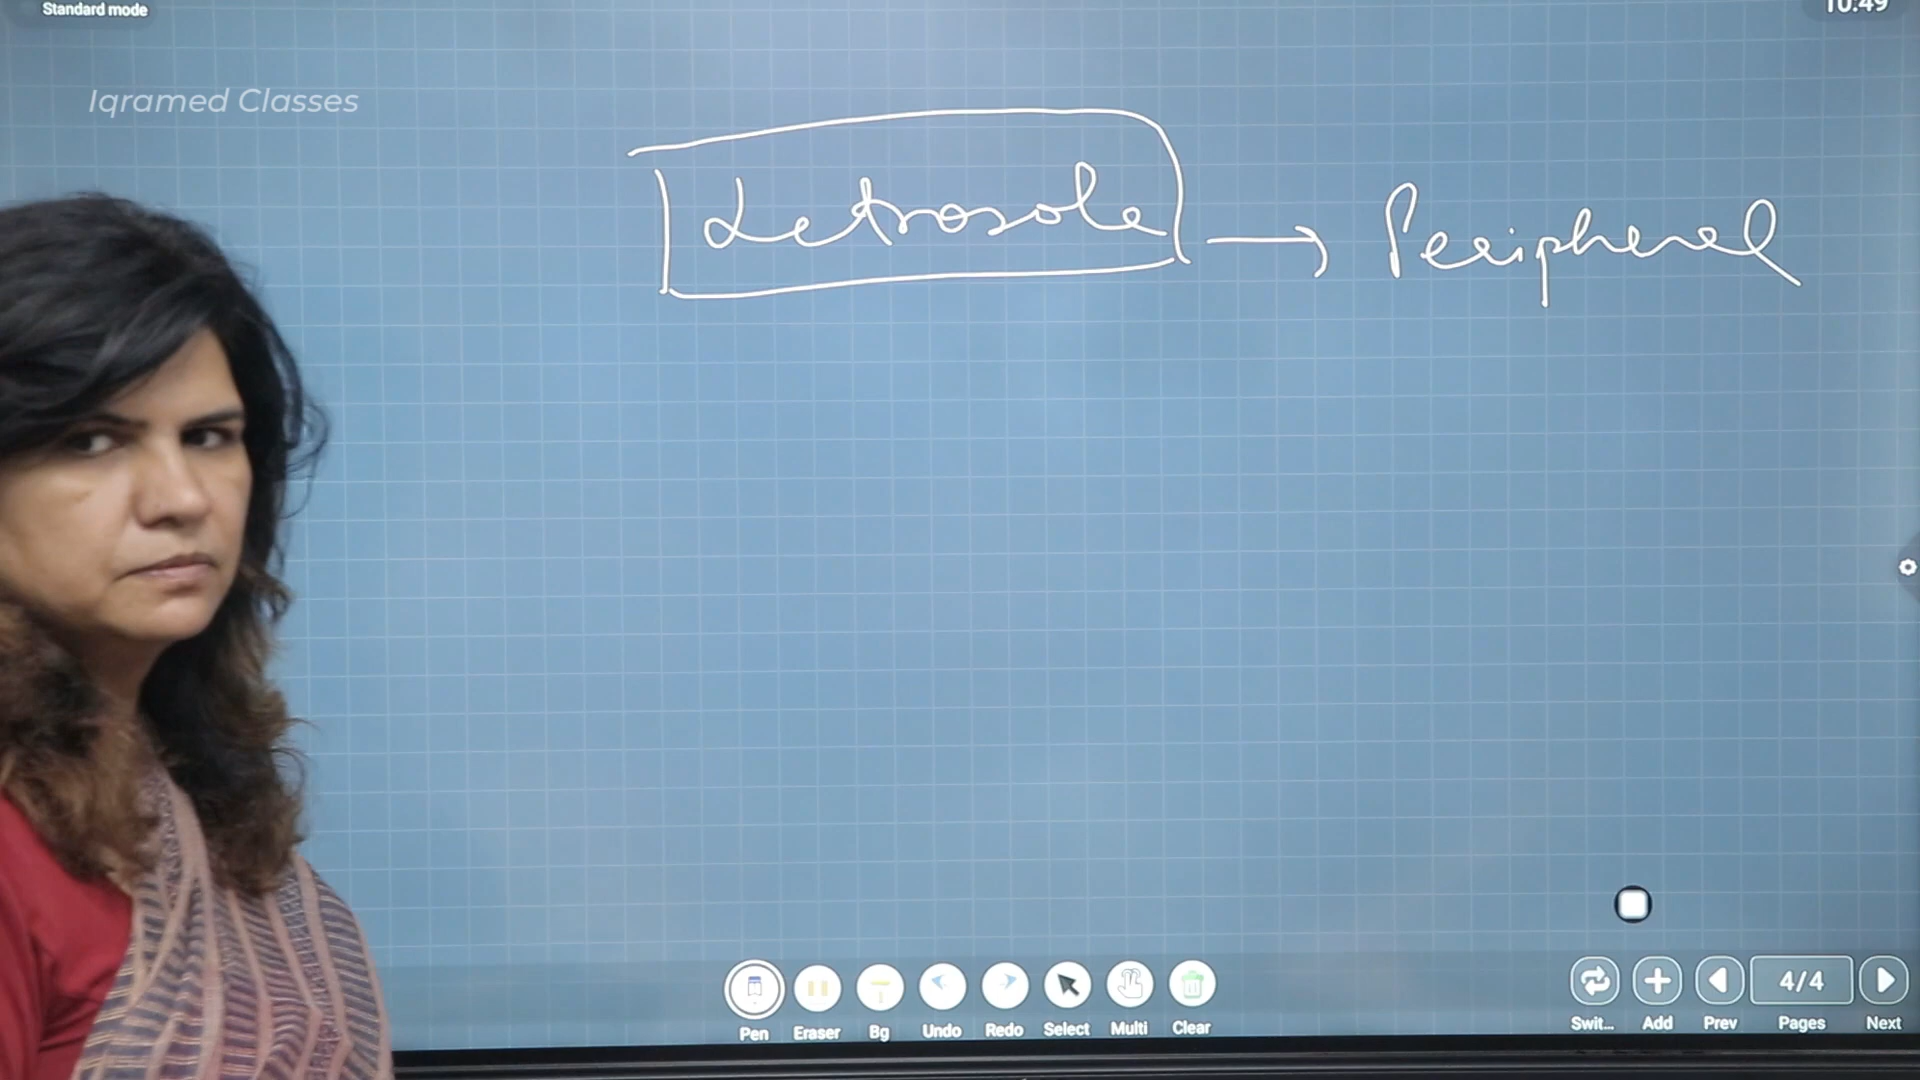 Standard mode
10:49
Iqramed Classes
Letrosole → Peripheral
4/4
Pen Eraser Bg Undo Redo Select Multi Clear
Swit... Add Prev Pages Next